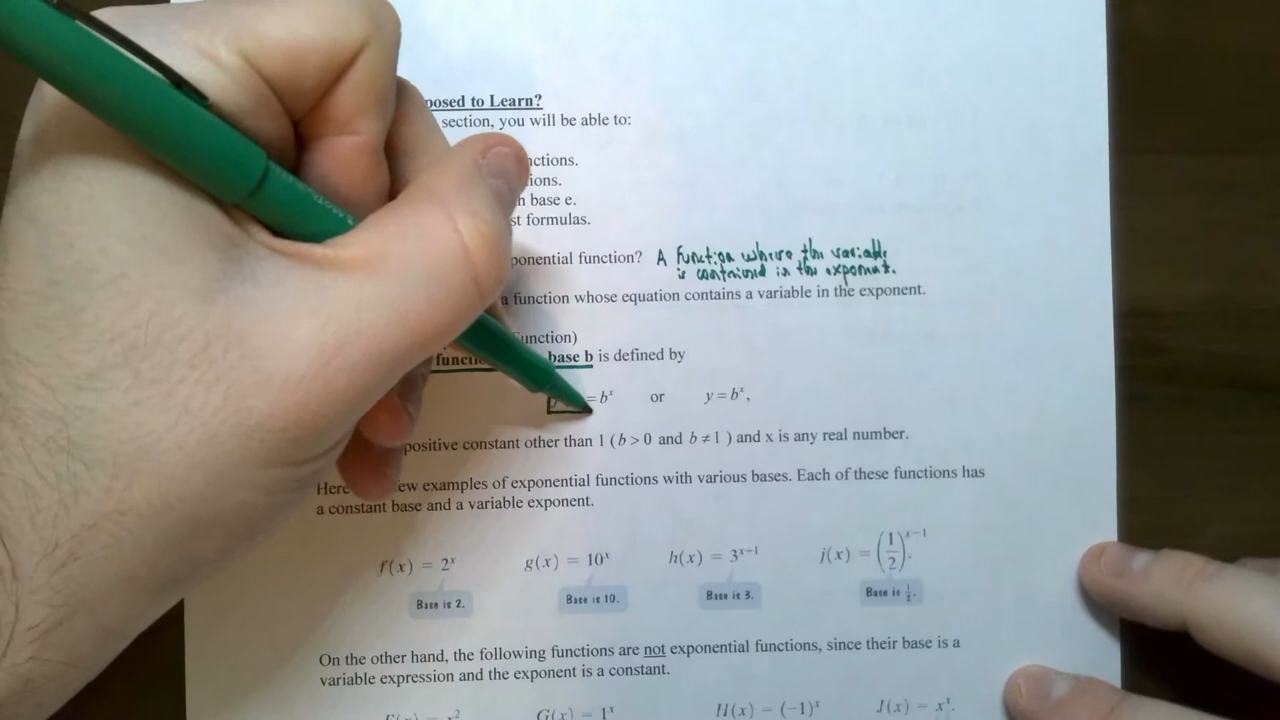 posed to Learn?
section, you will be able to:
nctions.
ions.
n base e.
st formulas.
ponential function? A function where the variable
is contained in the exponent.
a function whose equation contains a variable in the exponent.
unction)
functi base b is defined by
= b^x or y = b^x,
positive constant other than 1 ( b > 0 and b ≠ 1 ) and x is any real number.
Here ew examples of exponential functions with various bases. Each of these functions has
a constant base and a variable exponent.
f(x) = 2^x g(x) = 10^x h(x) = 3^{x−1} j(x) = (1/2)^{x−1}.
Base is 2. Base is 10. Base is 3. Base is 1/2.
On the other hand, the following functions are not exponential functions, since their base is a
variable expression and the exponent is a constant.
F(x) = x^2 G(x) = 1^x H(x) = (−1)^x J(x) = x^x.